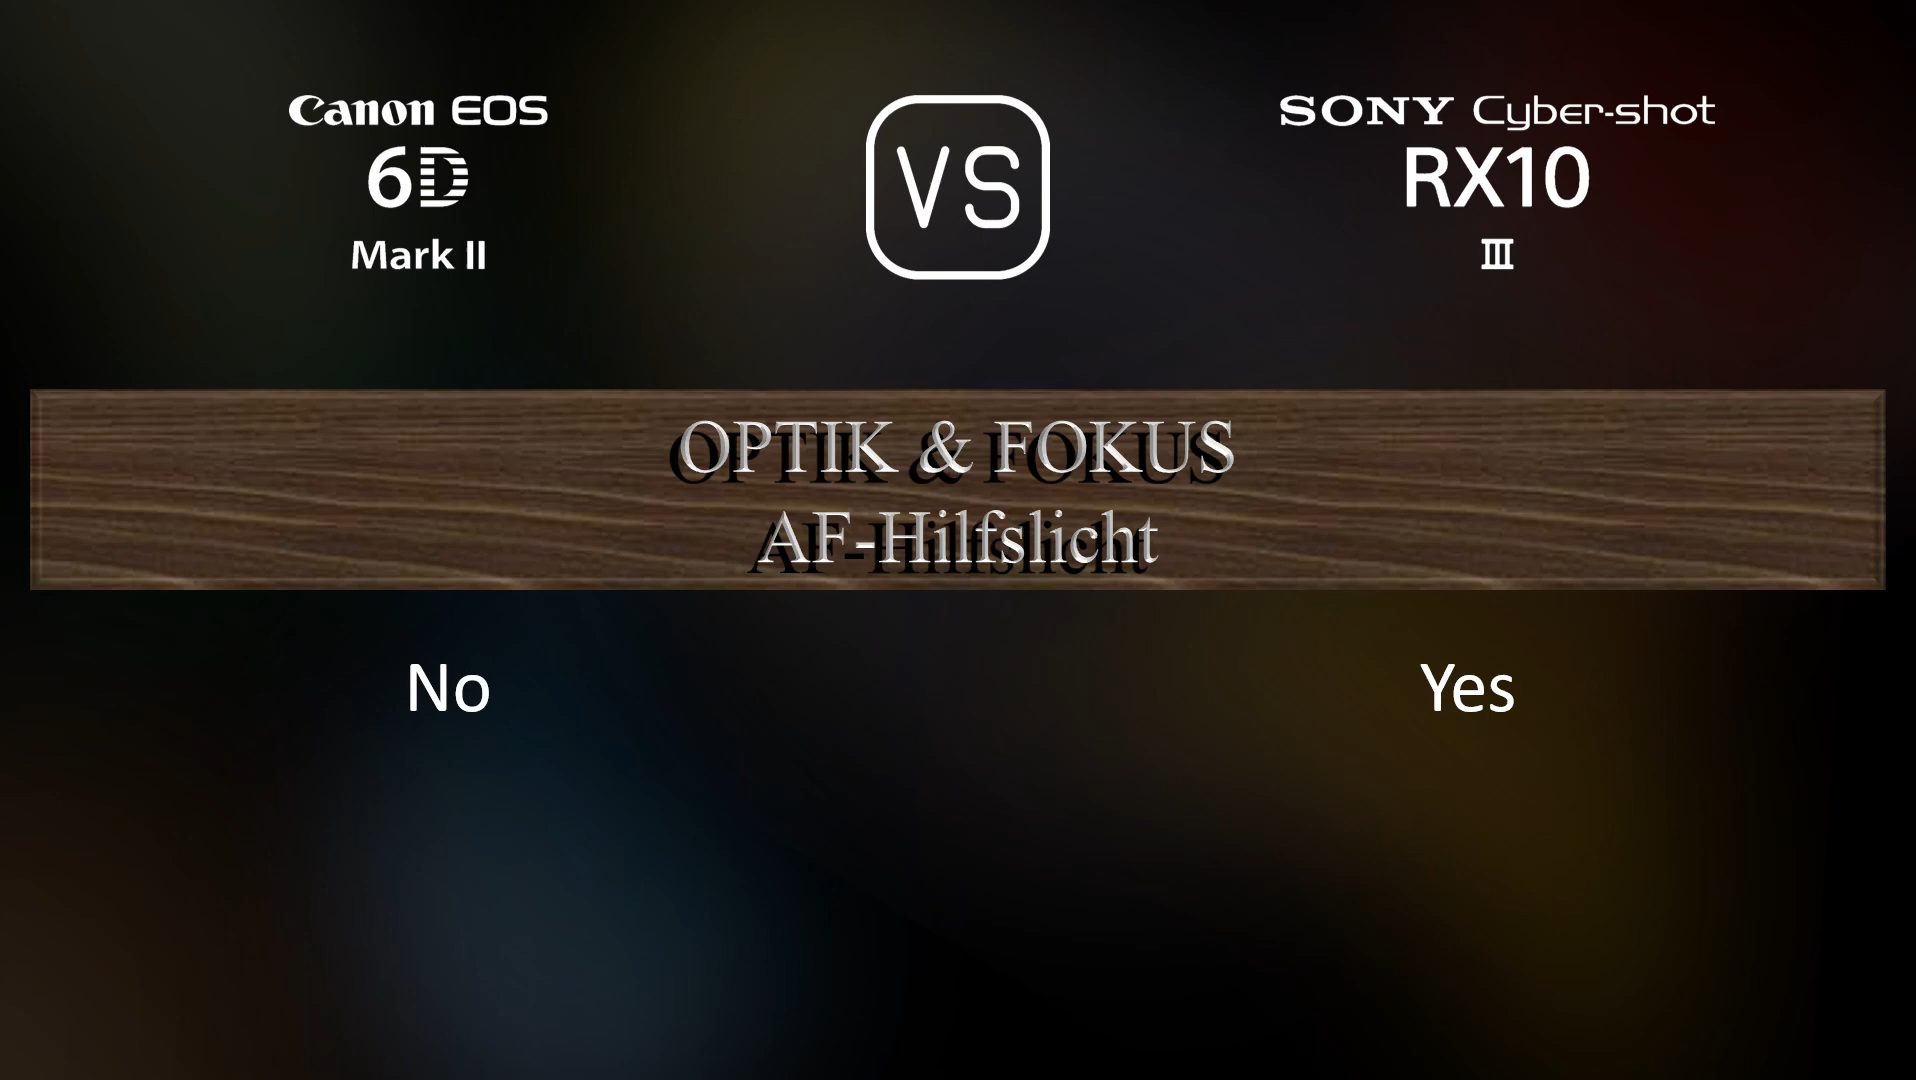 Canon EOS
6D
Mark II
VS
SONY Cyber-shot
RX10
III
OPTIK & FOKUS
AF-Hilfslicht
No
Yes